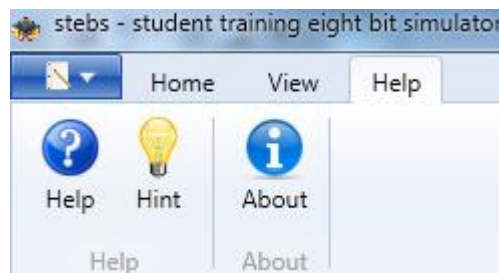 stebs - student training eight bit simulator
Home View Help
Help Hint About
Help About